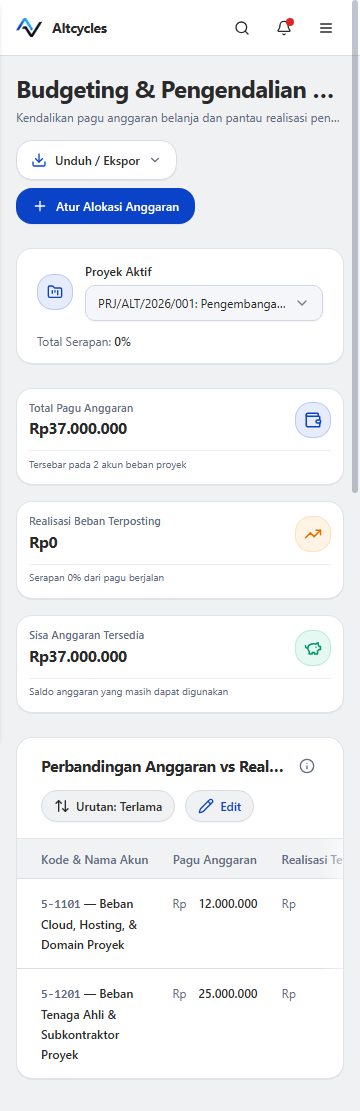 Altcycles
Budgeting & Pengendalian ...
Kendalikan pagu anggaran belanja dan pantau realisasi pen...
Unduh / Ekspor
Atur Alokasi Anggaran
Proyek Aktif
PRJ/ALT/2026/001: Pengembanga...
Total Serapan: 0%
Total Pagu Anggaran
Rp37.000.000
Tersebar pada 2 akun beban proyek
Realisasi Beban Terposting
Rp0
Serapan 0% dari pagu berjalan
Sisa Anggaran Tersedia
Rp37.000.000
Saldo anggaran yang masih dapat digunakan
Perbandingan Anggaran vs Real...
Urutan: Terlama
Edit
Kode & Nama Akun Pagu Anggaran Realisasi Te
5-1101 — Beban Rp 12.000.000 Rp
Cloud, Hosting, &
Domain Proyek
5-1201 — Beban Rp 25.000.000 Rp
Tenaga Ahli &
Subkontraktor
Proyek